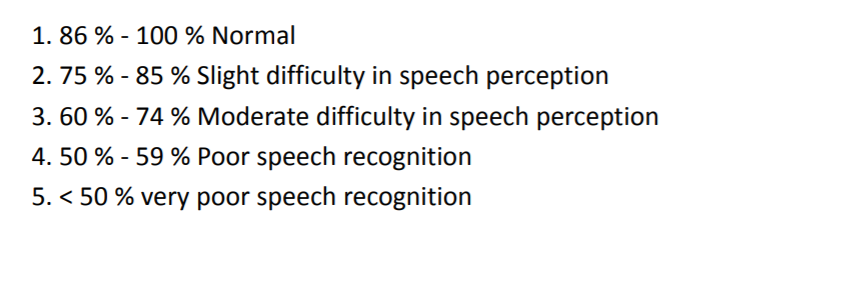 1. 86 % - 100 % Normal
2. 75 % - 85 % Slight difficulty in speech perception
3. 60 % - 74 % Moderate difficulty in speech perception
4. 50 % - 59 % Poor speech recognition
5. < 50 % very poor speech recognition